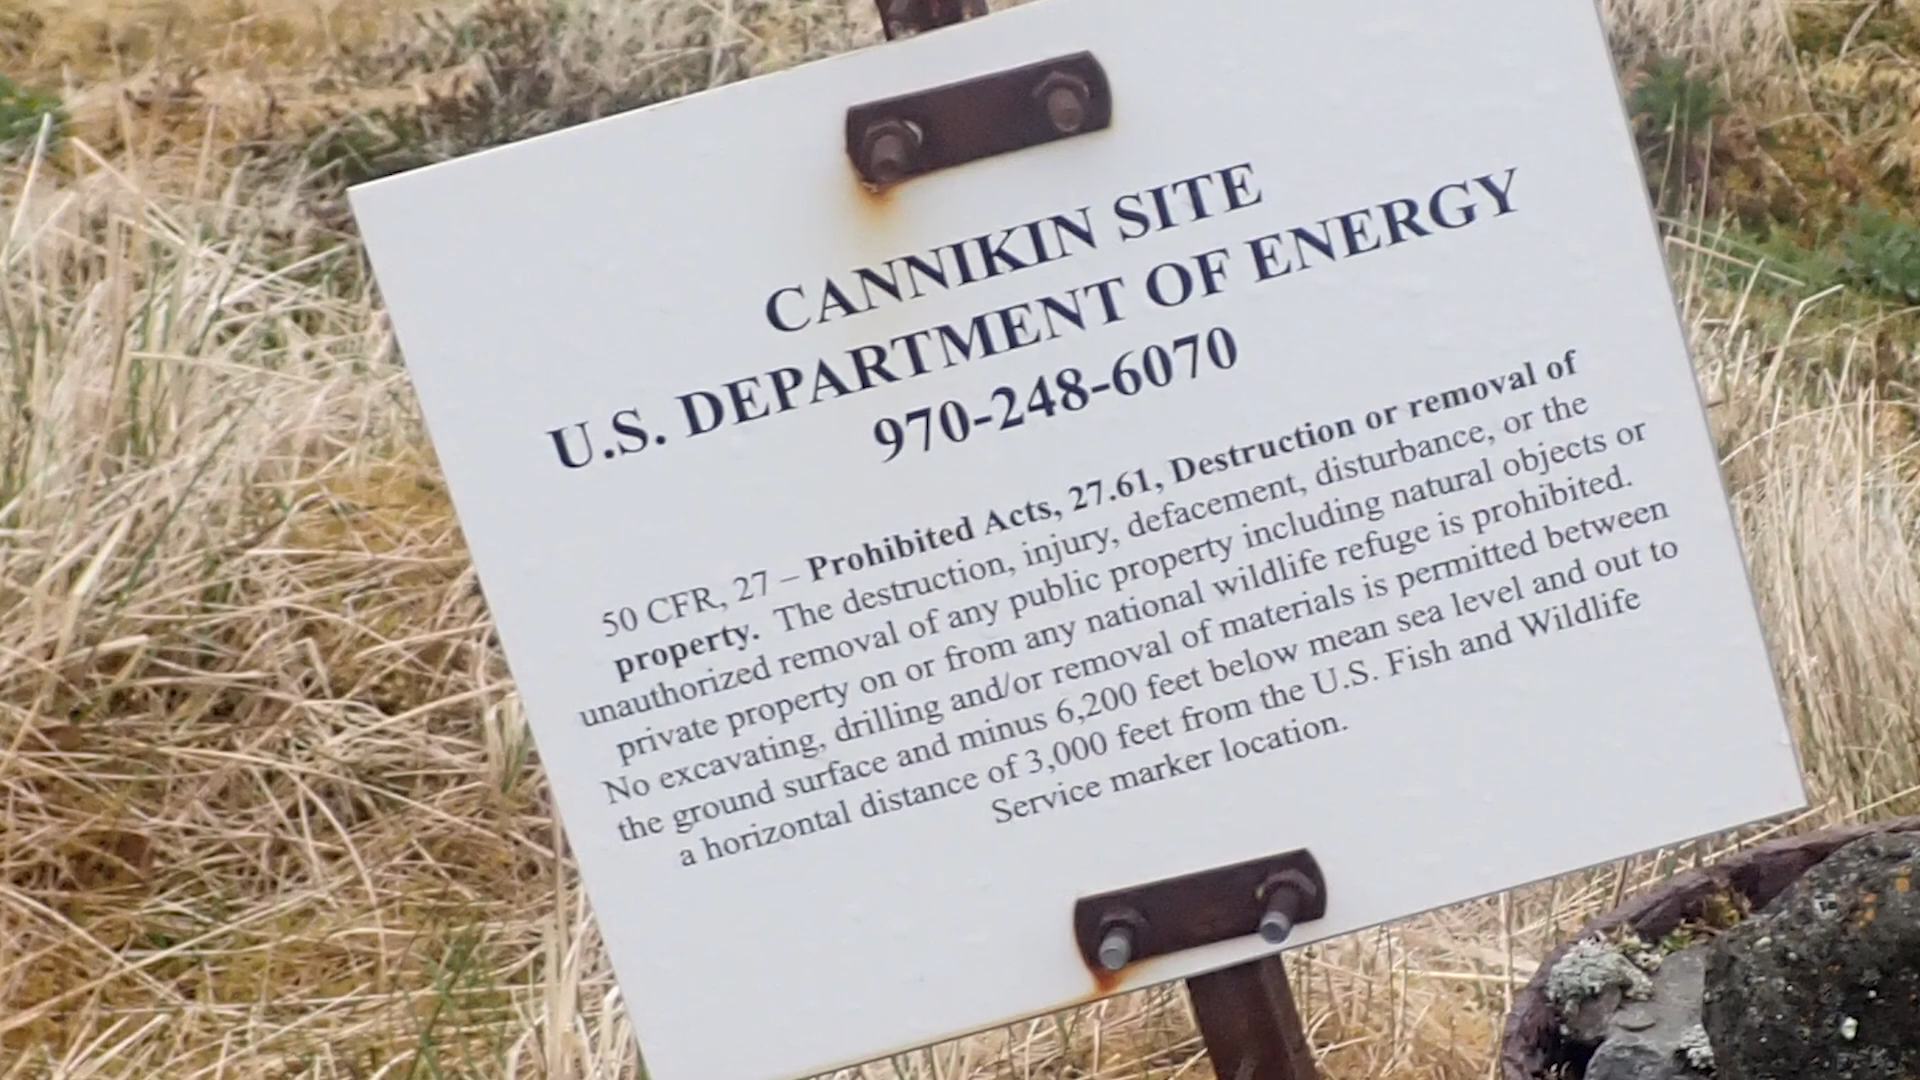 CANNIKIN SITE
U.S. DEPARTMENT OF ENERGY
970-248-6070
50 CFR, 27 – Prohibited Acts, 27.61, Destruction or removal of
property. The destruction, injury, defacement, disturbance, or the
unauthorized removal of any public property including natural objects or
private property on or from any national wildlife refuge is prohibited.
No excavating, drilling and/or removal of materials is permitted between
the ground surface and minus 6,200 feet below mean sea level and out to
a horizontal distance of 3,000 feet from the U.S. Fish and Wildlife
Service marker location.